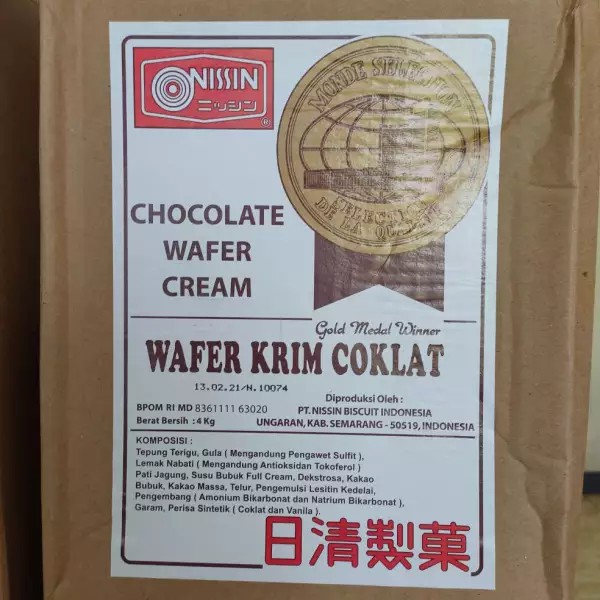 NISSIN
ニッシン
®
MONDE SELECTION
DE LA QUALITE
CHOCOLATE
WAFER
CREAM
Gold Medal Winner
WAFER KRIM COKLAT
13.02.21/N.10074
BPOM RI MD 8361111 63020
Berat Bersih : 4 Kg
Diproduksi Oleh :
PT. NISSIN BISCUIT INDONESIA
UNGARAN, KAB. SEMARANG - 50519, INDONESIA
KOMPOSISI :
Tepung Terigu, Gula ( Mengandung Pengawet Sulfit ),
Lemak Nabati ( Mengandung Antioksidan Tokoferol )
Pati Jagung, Susu Bubuk Full Cream, Dekstrosa, Kakao
Bubuk, Kakao Massa, Telur, Pengemulsi Lesitin Kedelai,
Pengembang ( Amonium Bikarbonat dan Natrium Bikarbonat ),
Garam, Perisa Sintetik ( Coklat dan Vanila ).
日清製菓